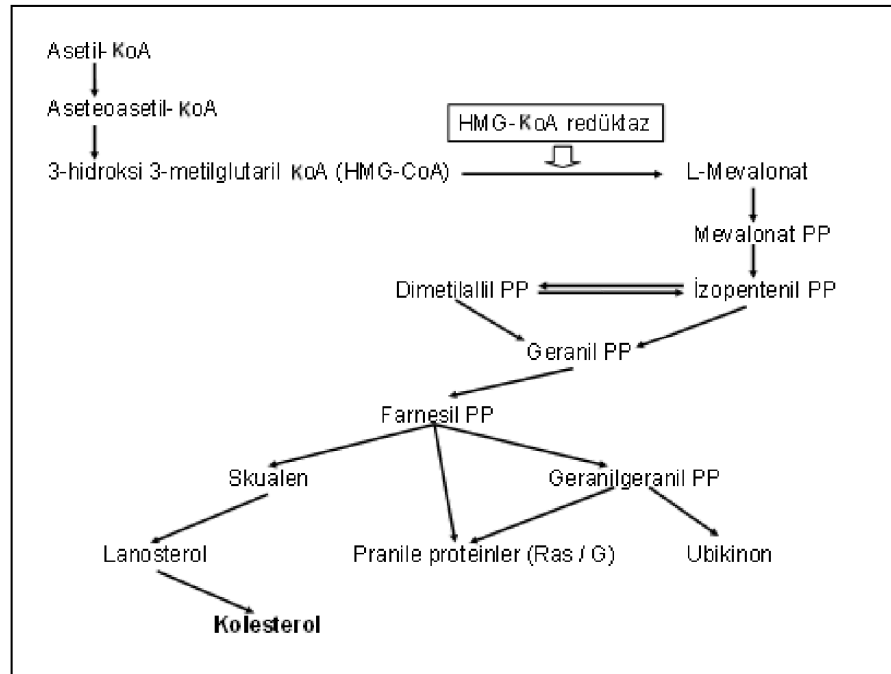 Asetil-KoA
Aseteoasetil-KoA
HMG-KoA redüktaz
3-hidroksi 3-metilglutaril KoA (HMG-CoA)
L-Mevalonat
Mevalonat PP
Dimetilallil PP
İzopentenil PP
Geranil PP
Farnesil PP
Skualen
Geranilgeranil PP
Lanosterol
Pranile proteinler (Ras / G)
Ubikinon
Kolesterol